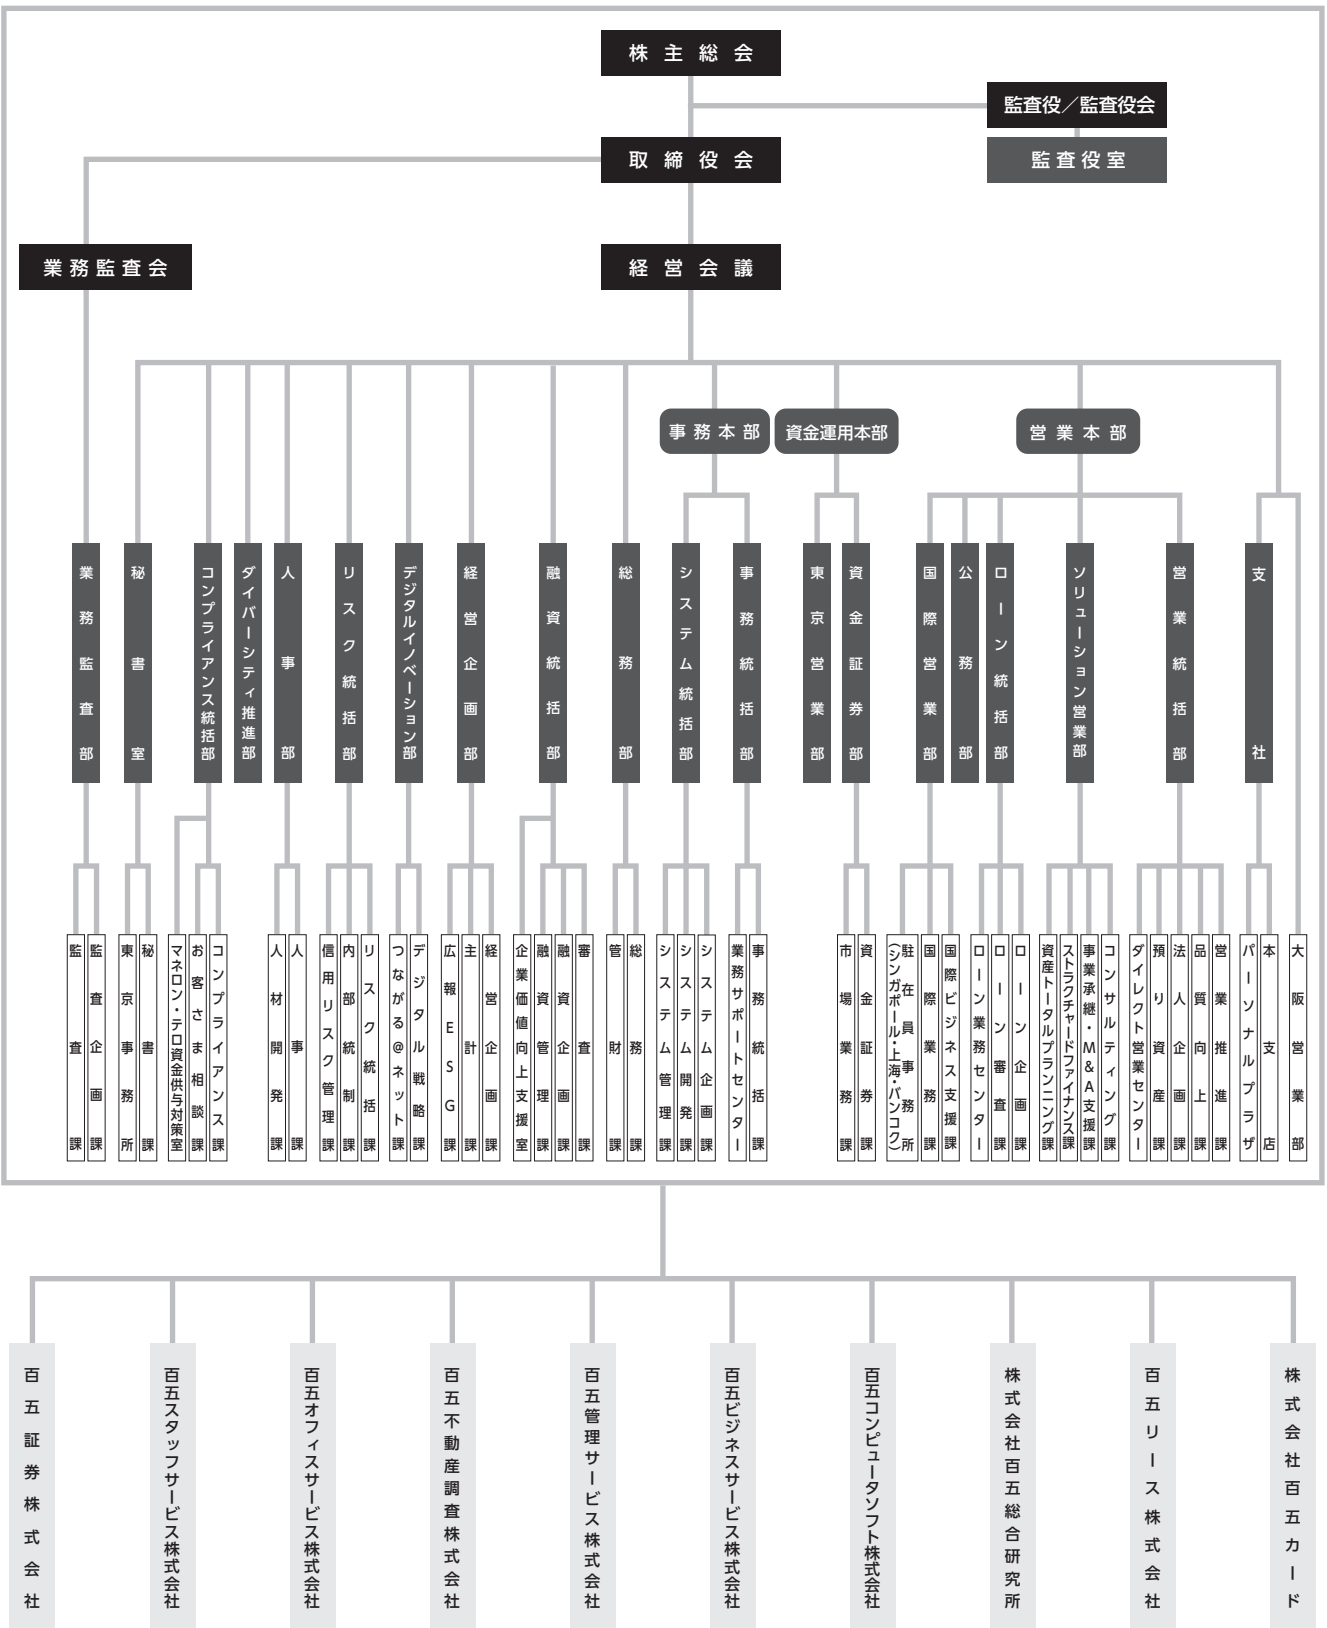 株主総会
監査役／監査役会
取締役会
監査役室
業務監査会
経営会議
事務本部
資金運用本部
営業本部
業務監査部
秘書室
コンプライアンス統括部
ダイバーシティ推進部
人事部
リスク統括部
デジタルイノベーション部
経営企画部
融資統括部
総務部
システム統括部
事務統括部
東京営業部
資金証券部
国際営業部
公務部
ローン統括部
ソリューション営業部
営業統括部
支社
監査課
監査企画課
東京事務所
秘書課
マネロン・テロ資金供与対策室
お客さま相談課
コンプライアンス課
人材開発課
人事課
信用リスク管理課
内部統制課
リスク統括課
つながる@ネット課
デジタル戦略課
広報ESG課
主計課
経営企画課
企業価値向上支援室
融資管理課
融資企画課
審査課
管財課
総務課
システム管理課
システム開発課
システム企画課
業務サポートセンター
事務統括課
市場業務課
資金証券課
駐在員事務所
（シンガポール・上海・バンコク）
国際業務課
国際ビジネス支援課
ローン業務センター
ローン審査課
ローン企画課
資産トータルプランニング課
ストラクチャードファイナンス課
事業承継・M&A支援課
コンサルティング課
ダイレクト営業センター
預り資産課
法人企画課
品質向上課
営業推進課
パーソナルプラザ
本支店
大阪営業部
百五証券株式会社
百五スタッフサービス株式会社
百五オフィスサービス株式会社
百五不動産調査株式会社
百五管理サービス株式会社
百五ビジネスサービス株式会社
百五コンピュータソフト株式会社
株式会社百五総合研究所
百五リース株式会社
株式会社百五カード